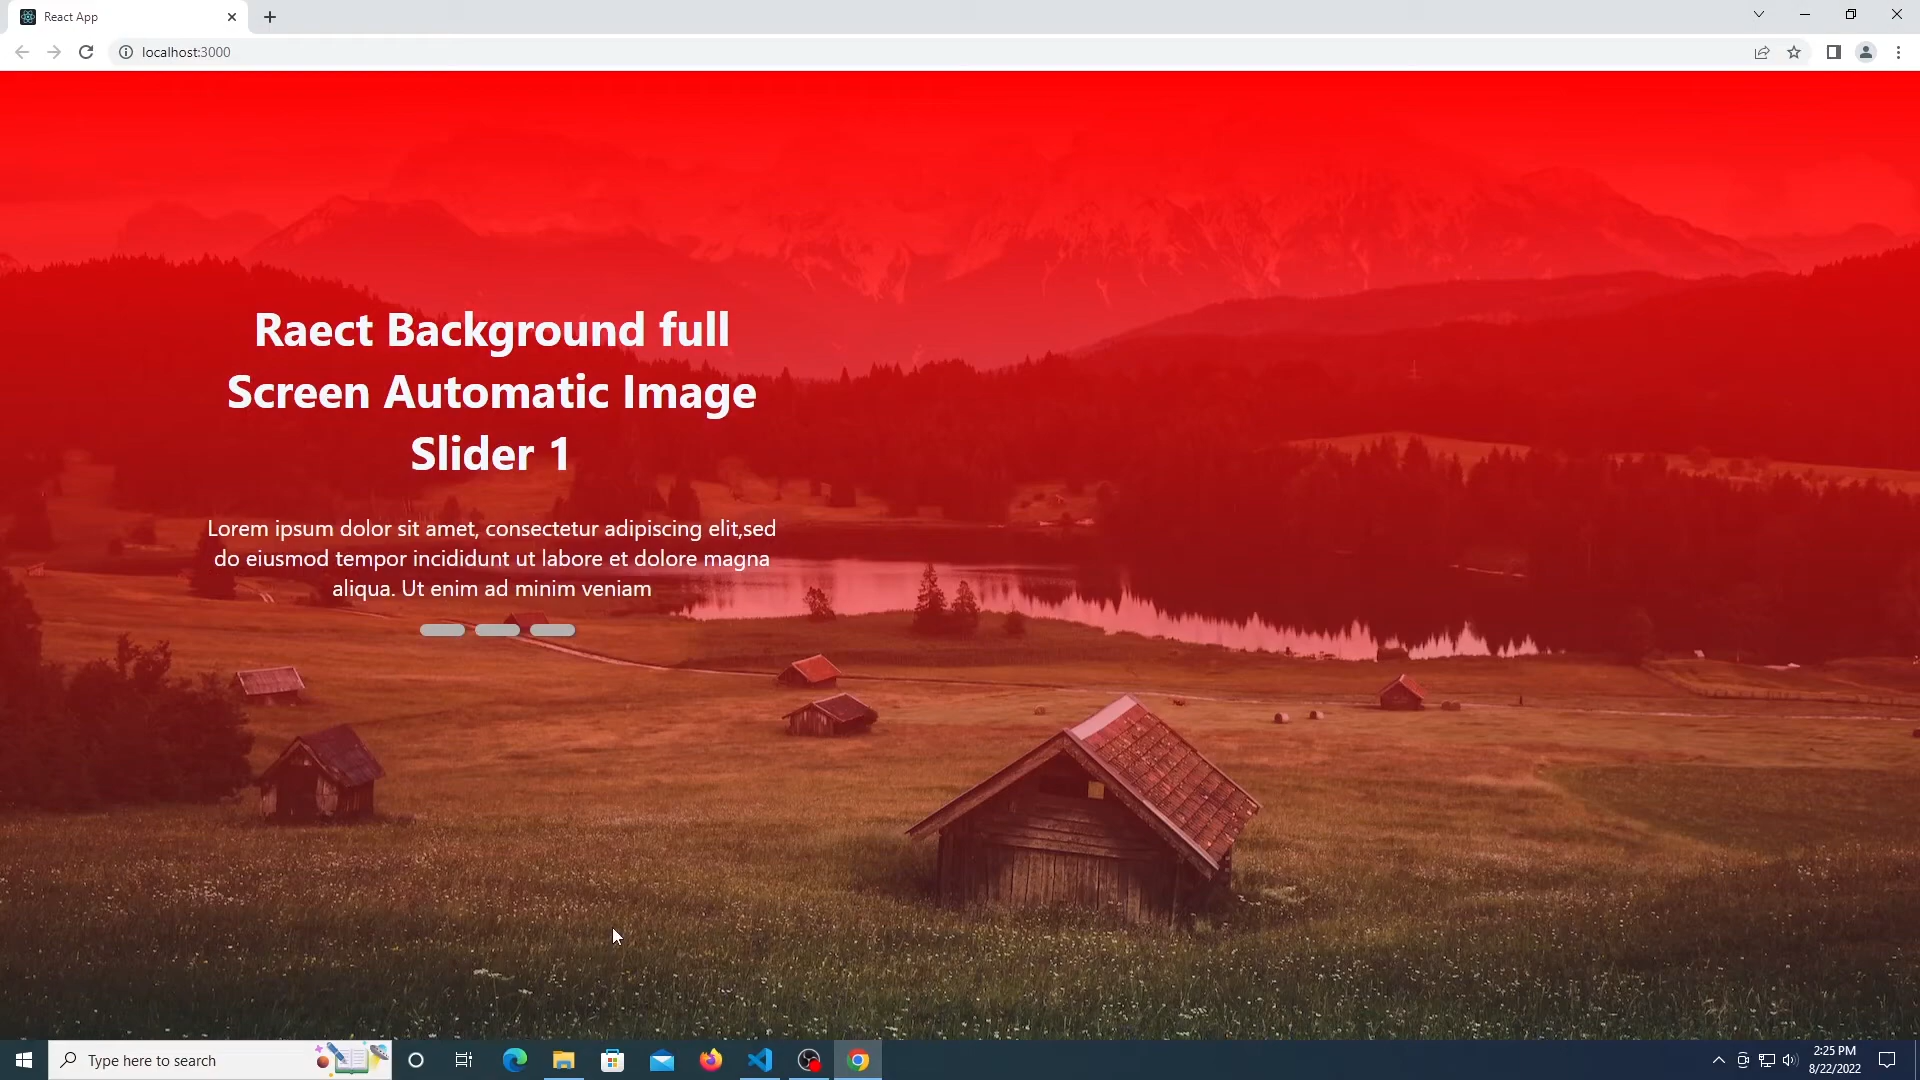 React App
localhost:3000
Raect Background full
Screen Automatic Image
Slider 1
Lorem ipsum dolor sit amet, consectetur adipiscing elit,sed
do eiusmod tempor incididunt ut labore et dolore magna
aliqua. Ut enim ad minim veniam
Type here to search
2:25 PM
8/22/2022